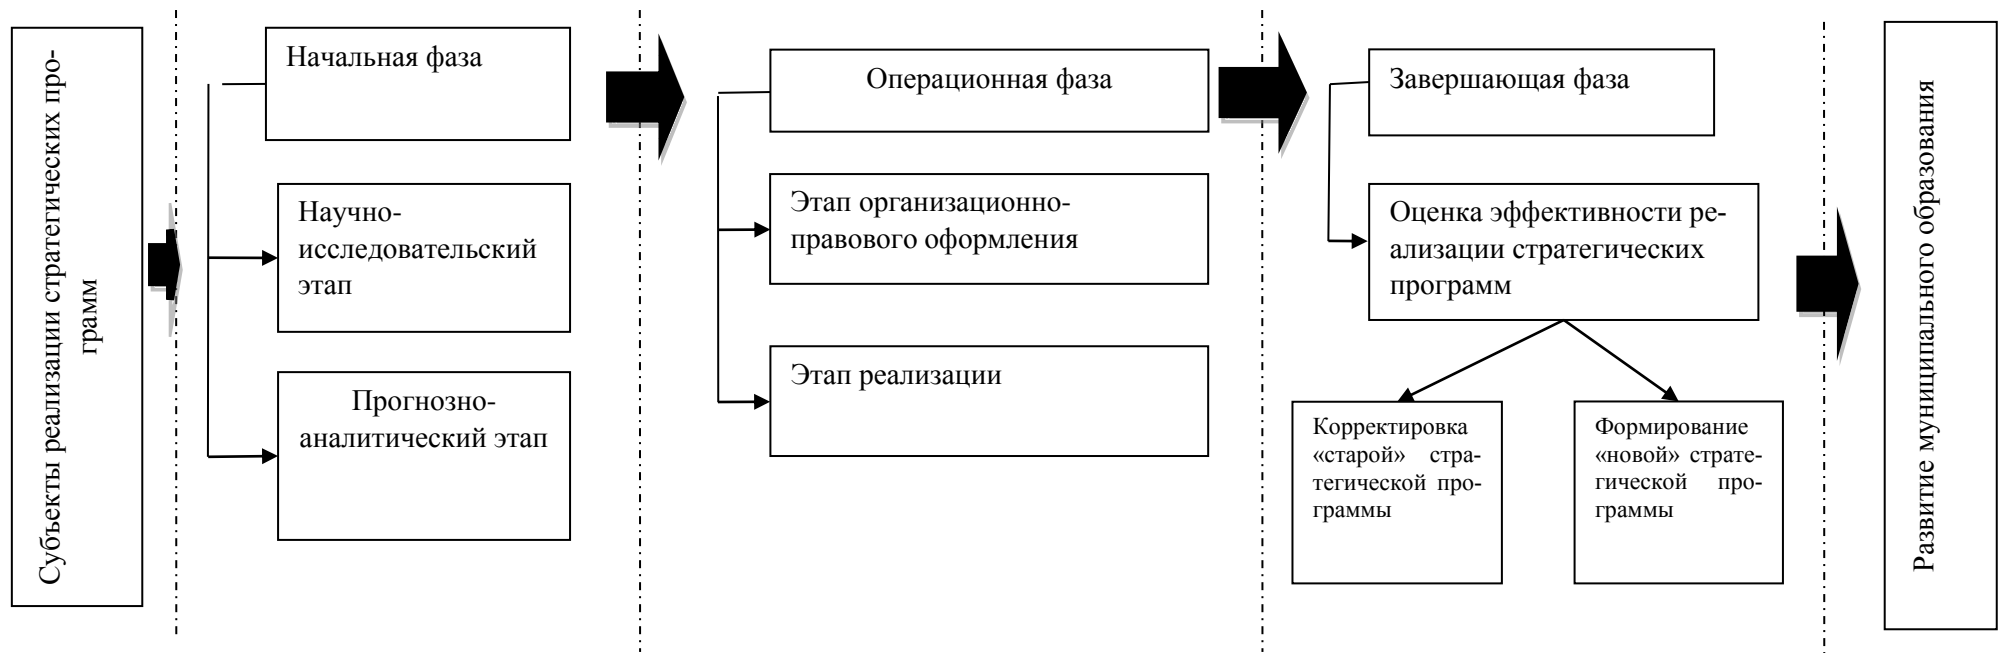 Субъекты реализации стратегических про-
грамм
Начальная фаза
Научно-
исследовательский
этап
Прогнозно-
аналитический этап
Операционная фаза
Этап организационно-
правового оформления
Этап реализации
Завершающая фаза
Оценка эффективности ре-
ализации стратегических
программ
Корректировка
«старой» стра-
тегической про-
граммы
Формирование
«новой» страте-
гической про-
граммы
Развитие муниципального образования